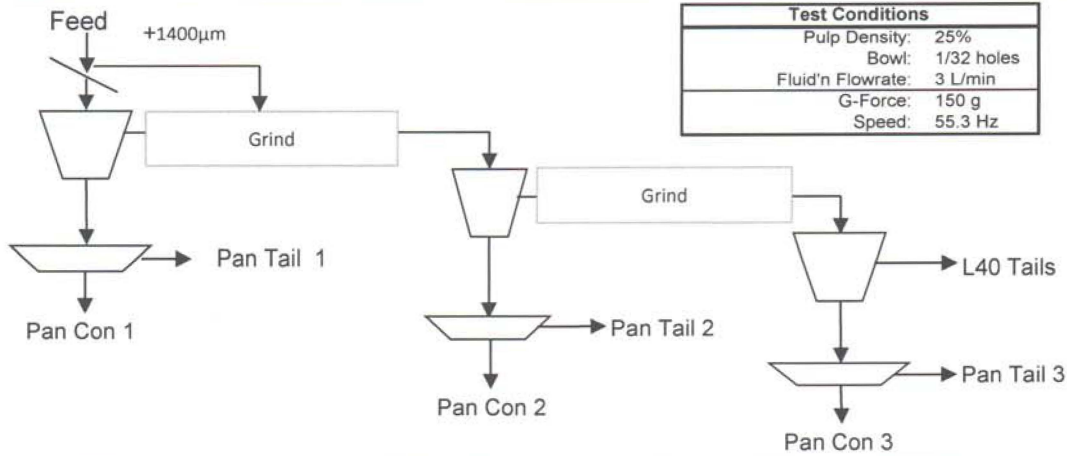 Feed
+1400µm
Test Conditions
Pulp Density: 25%
Bowl: 1/32 holes
Fluid'n Flowrate: 3 L/min
G-Force: 150 g
Speed: 55.3 Hz
Grind
Grind
Pan Tail 1
L40 Tails
Pan Con 1
Pan Tail 2
Pan Tail 3
Pan Con 2
Pan Con 3